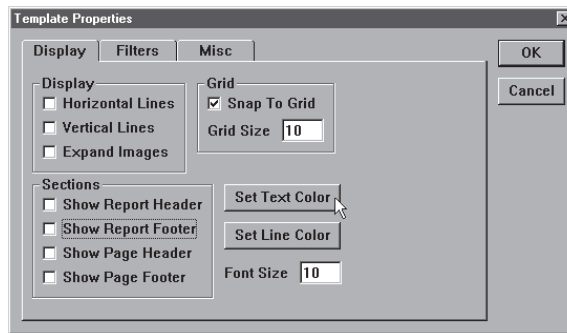 Template Properties
Display Filters Misc
OK
Cancel
Display
Horizontal Lines
Vertical Lines
Expand Images
Grid
Snap To Grid
Grid Size 10
Sections
Show Report Header
Show Report Footer
Show Page Header
Show Page Footer
Set Text Color
Set Line Color
Font Size 10